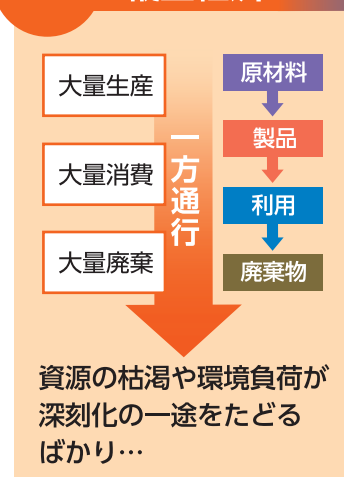 大量生産
大量消費
大量廃棄
一方通行
原材料
製品
利用
廃棄物
資源の枯渇や環境負荷が
深刻化の一途をたどる
ばかり…